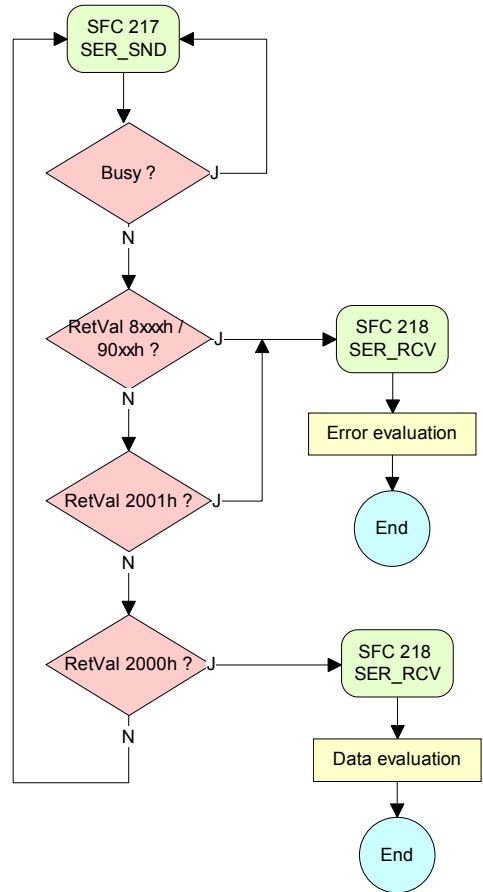 SFC 217
SER_SND
Busy ?
J
N
RetVal 8xxxh /
90xxh ?
J
SFC 218
SER_RCV
N
Error evaluation
RetVal 2001h ?
J
End
N
RetVal 2000h ?
J
SFC 218
SER_RCV
N
Data evaluation
End